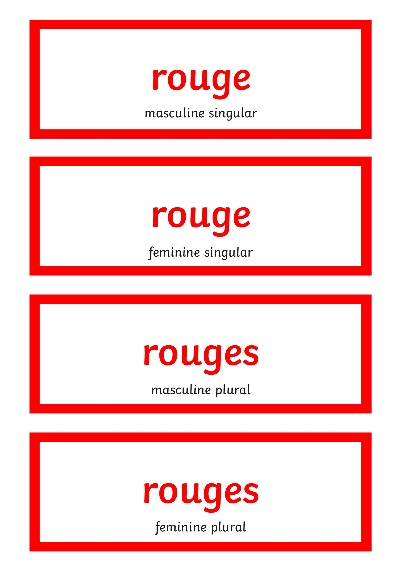 rouge
masculine singular
rouge
feminine singular
rouges
masculine plural
rouges
feminine plural